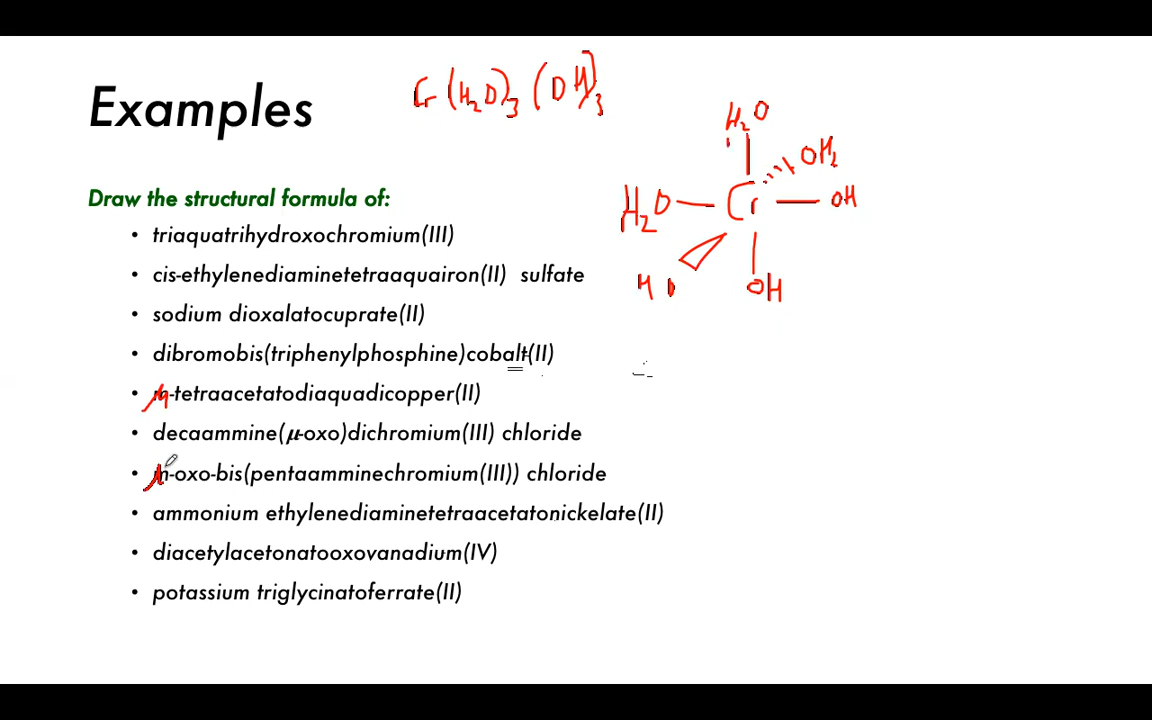 Examples
Cr(H2O)3(OH)3
H2O
OH2
H2O Cr OH
HO
OH
Draw the structural formula of:
• triaquatrihydroxochromium(III)
• cis-ethylenediaminetetraaquairon(II) sulfate
• sodium dioxalatocuprate(II)
• dibromobis(triphenylphosphine)cobalt(II)
• μ-tetraacetatodiaquadicopper(II)
• decaammine(μ-oxo)dichromium(III) chloride
• μ-oxo-bis(pentaamminechromium(III)) chloride
• ammonium ethylenediaminetetraacetatonickelate(II)
• diacetylacetonatooxovanadium(IV)
• potassium triglycinatoferrate(II)